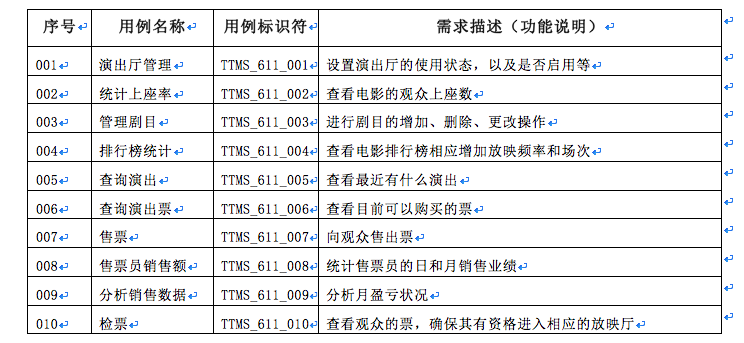 序号 用例名称 用例标识符 需求描述（功能说明）
001 演出厅管理 TTMS_611_001 设置演出厅的使用状态，以及是否启用等
002 统计上座率 TTMS_611_002 查看电影的观众上座数
003 管理剧目 TTMS_611_003 进行剧目的增加、删除、更改操作
004 排行榜统计 TTMS_611_004 查看电影排行榜相应增加放映频率和场次
005 查询演出 TTMS_611_005 查看最近有什么演出
006 查询演出票 TTMS_611_006 查看目前可以购买的票
007 售票 TTMS_611_007 向观众售出票
008 售票员销售额 TTMS_611_008 统计售票员的日和月销售业绩
009 分析销售数据 TTMS_611_009 分析月盈亏状况
010 检票 TTMS_611_010 查看观众的票，确保其有资格进入相应的放映厅